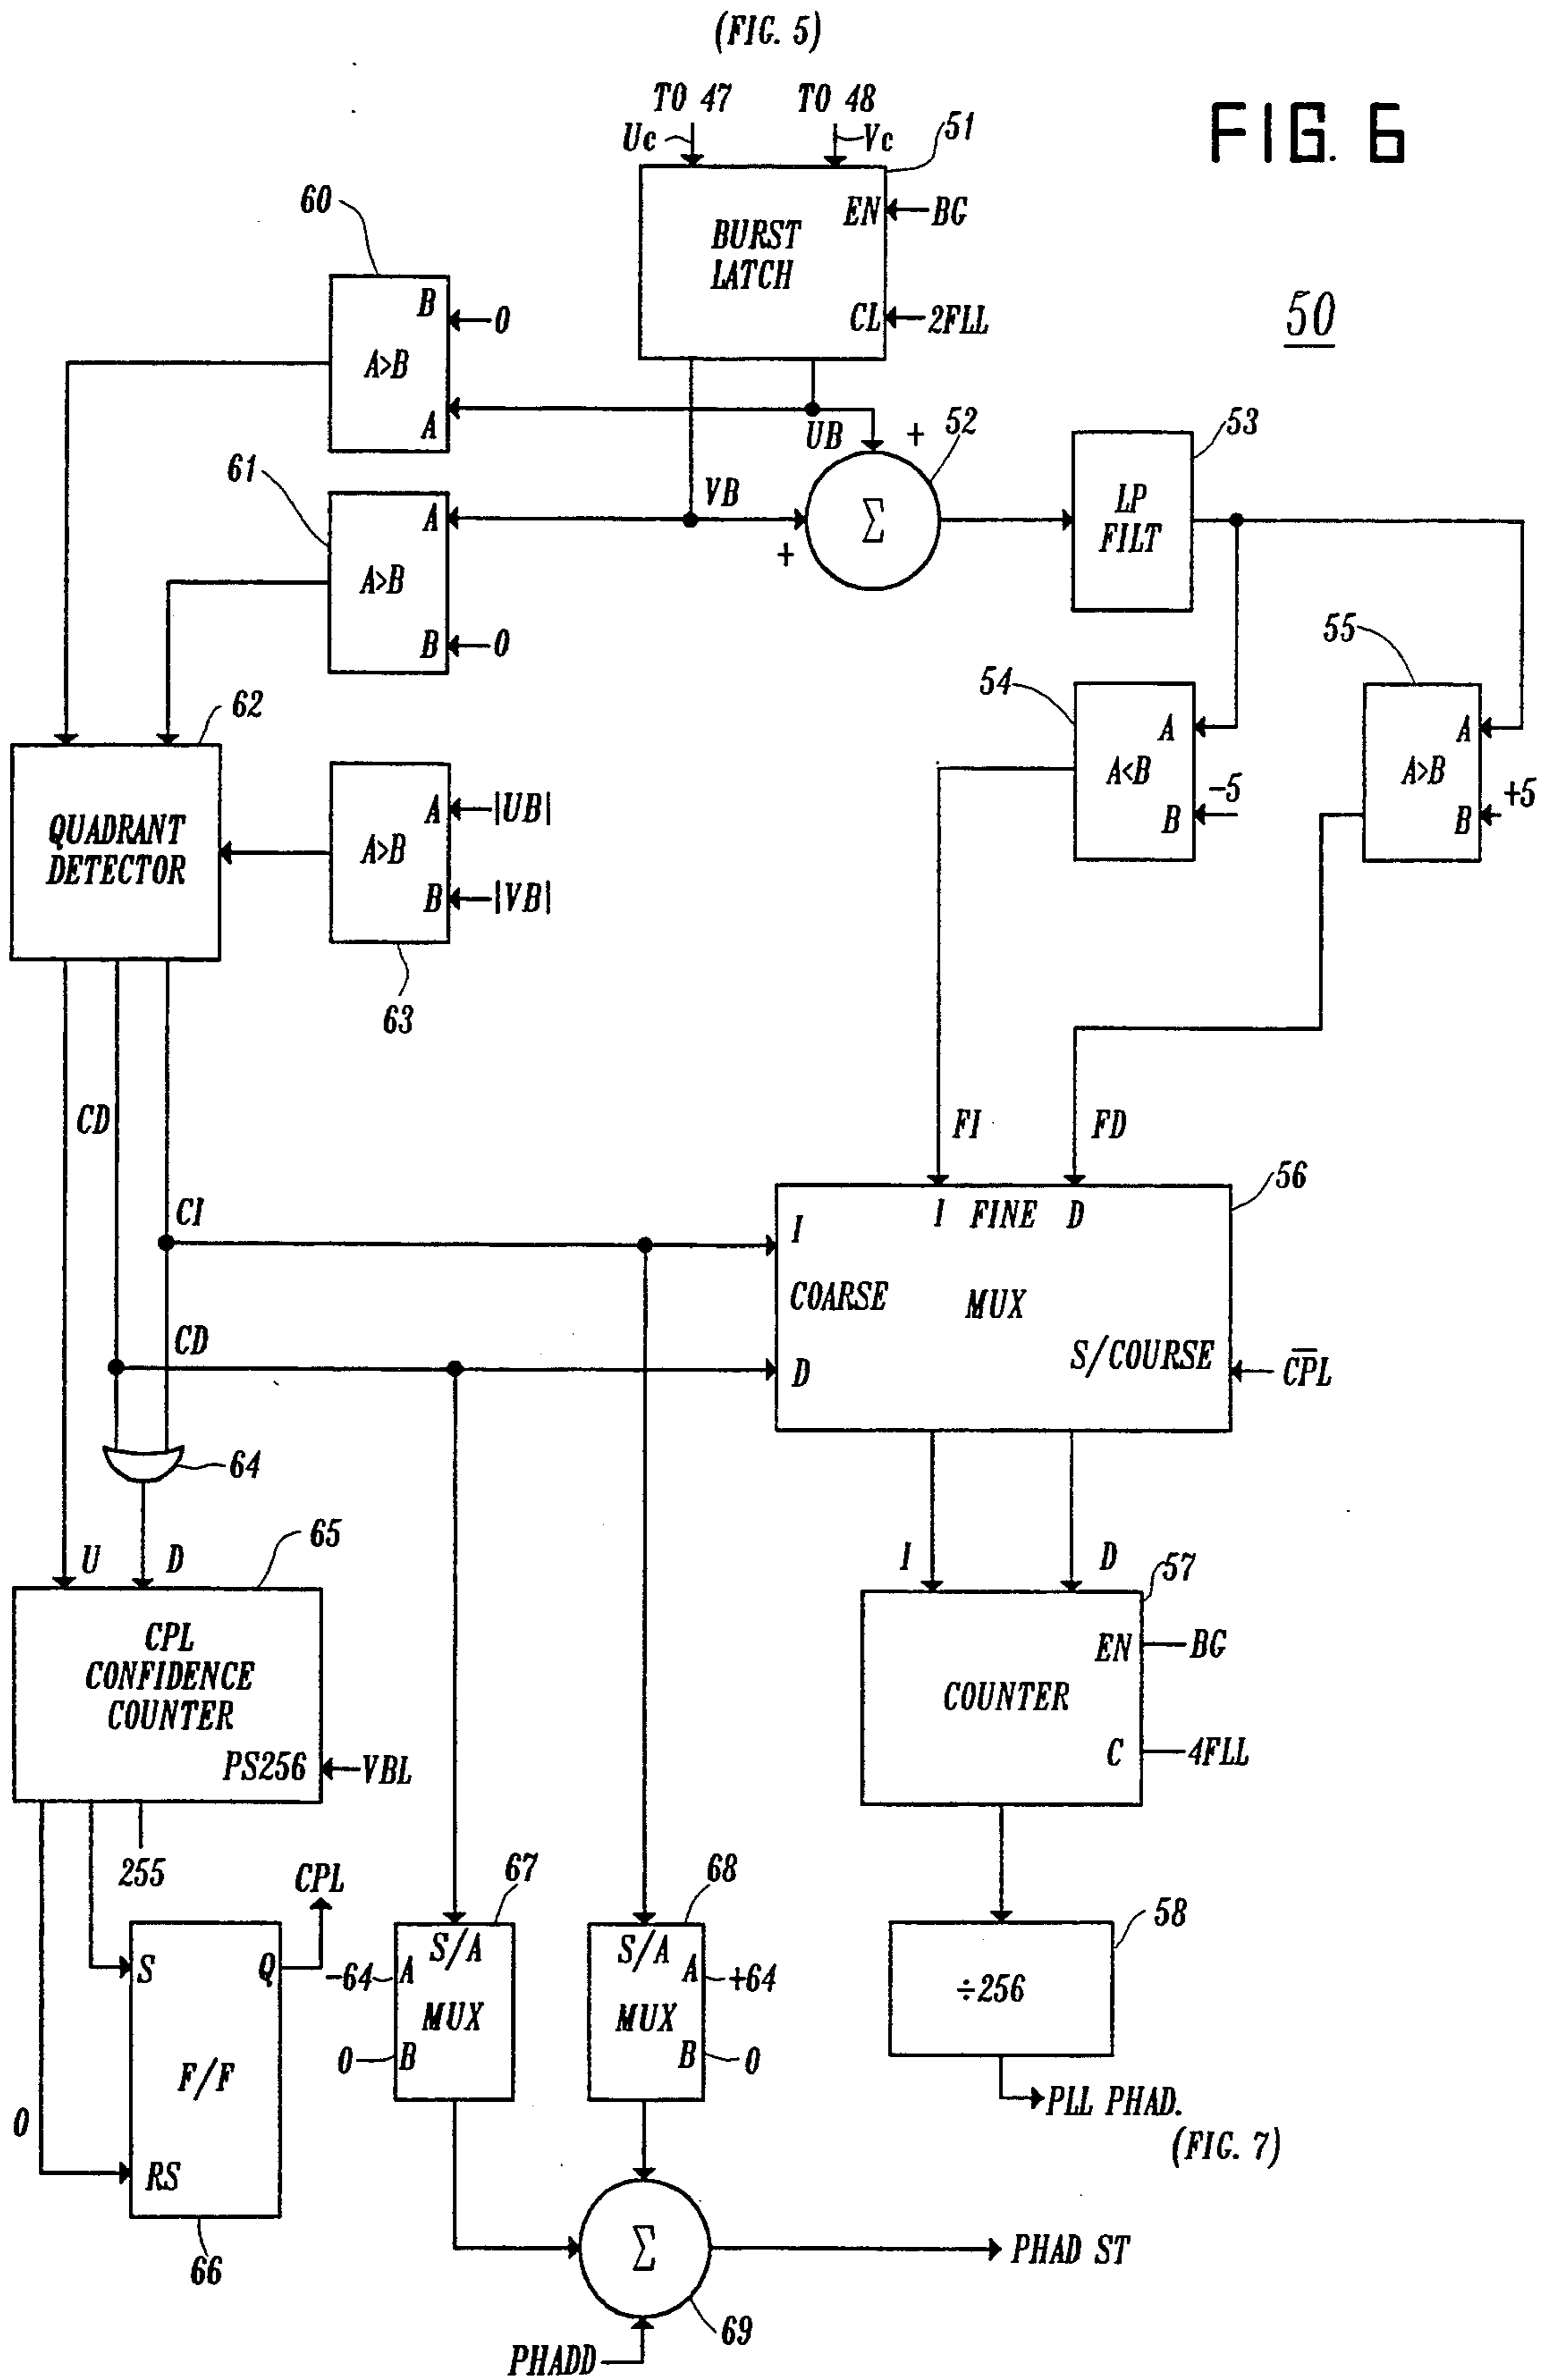 (FIG. 5)
TO 47
TO 48
FIG. 6
Uc
Vc
51
60
BURST
LATCH
EN
BG
CL
2FLL
50
B
0
A>B
A
UB
+
52
53
61
VB
A
A>B
B
0
+
Σ
LP
FILT
55
54
62
A
A<B
-5
B
A
A>B
+5
B
QUADRANT
DETECTOR
A
|UB|
A>B
B
|VB|
63
CD
FI
FD
56
CI
I
FINE
D
I
COARSE
MUX
CD
S/COURSE
D
C̅P̅L̅
64
65
U
D
I
D
57
CPL
CONFIDENCE
COUNTER
PS256
VBL
EN
BG
COUNTER
C
4FLL
255
CPL
67
68
58
S
Q
-64
A
S/A
MUX
0
B
S/A
A
+64
MUX
B
0
÷256
F/F
0
RS
PLL PHAD.
(FIG. 7)
66
Σ
PHAD ST
69
PHADD